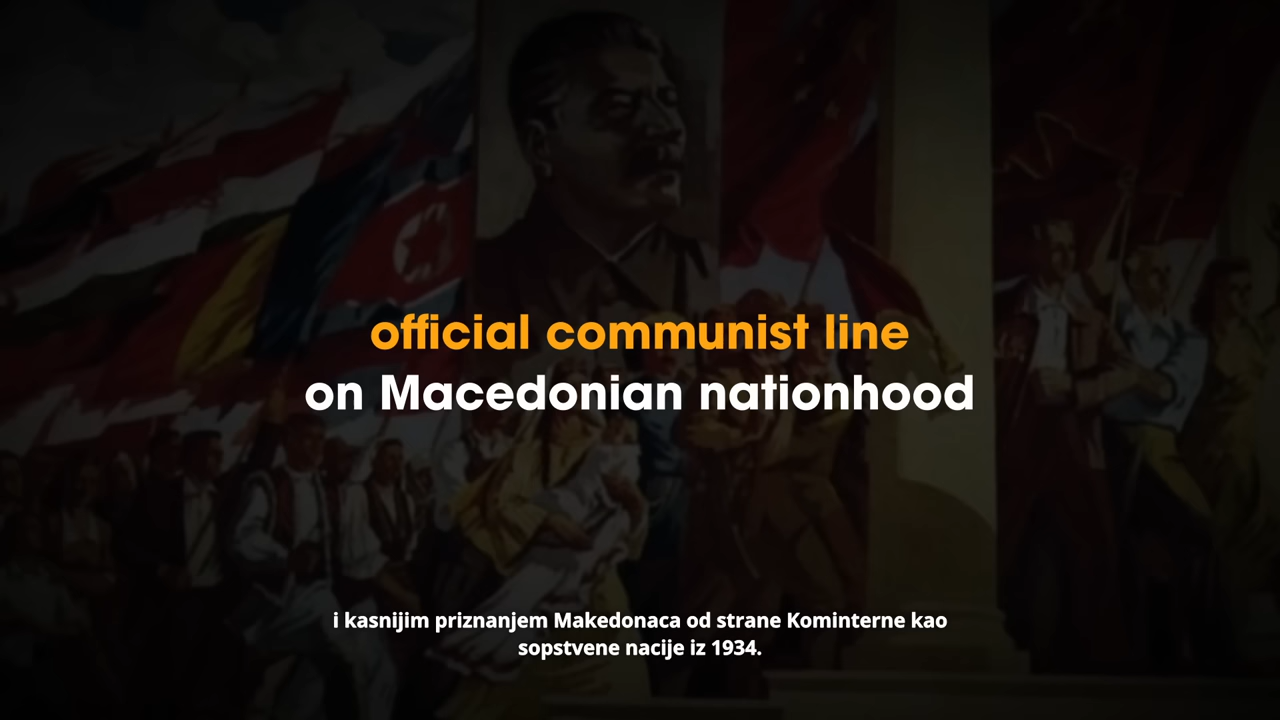 official communist line
on Macedonian nationhood
i kasnijim priznanjem Makedonaca od strane Kominterne kao
sopstvene nacije iz 1934.